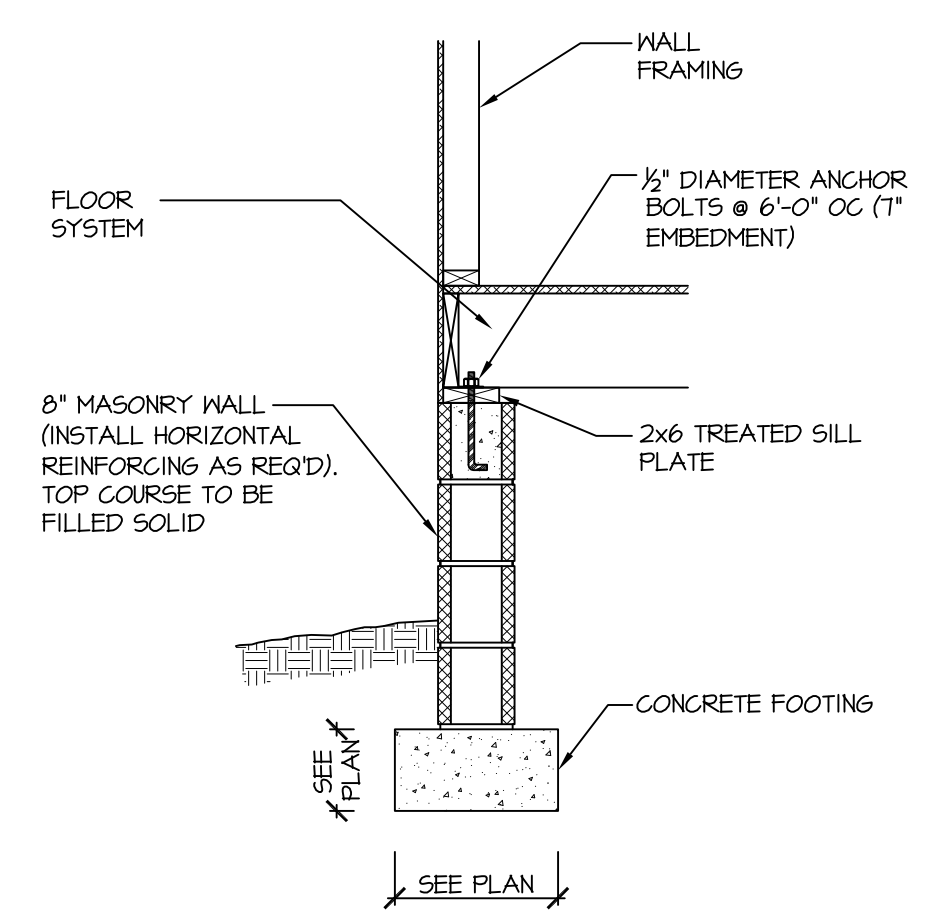 WALL
FRAMING
FLOOR
SYSTEM
½" DIAMETER ANCHOR
BOLTS @ 6'-0" OC (7"
EMBEDMENT)
8" MASONRY WALL
(INSTALL HORIZONTAL
REINFORCING AS REQ'D).
TOP COURSE TO BE
FILLED SOLID
2x6 TREATED SILL
PLATE
CONCRETE FOOTING
SEE
PLAN
SEE PLAN